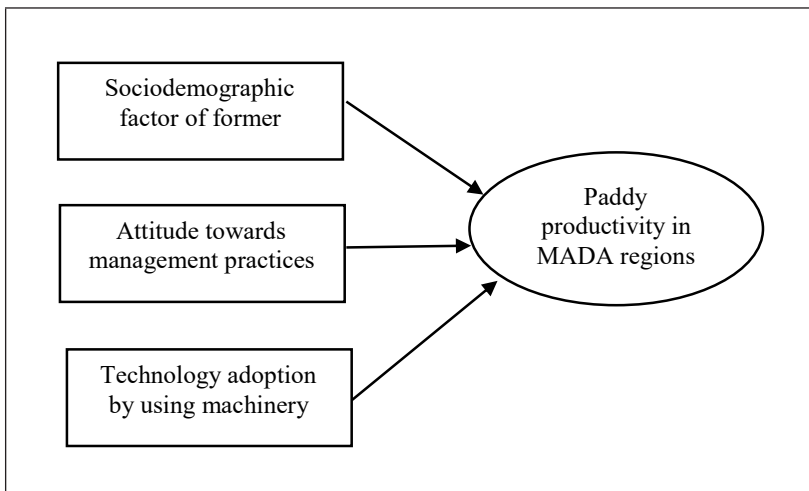 Sociodemographic
factor of former
Attitude towards
management practices
Technology adoption
by using machinery
Paddy
productivity in
MADA regions